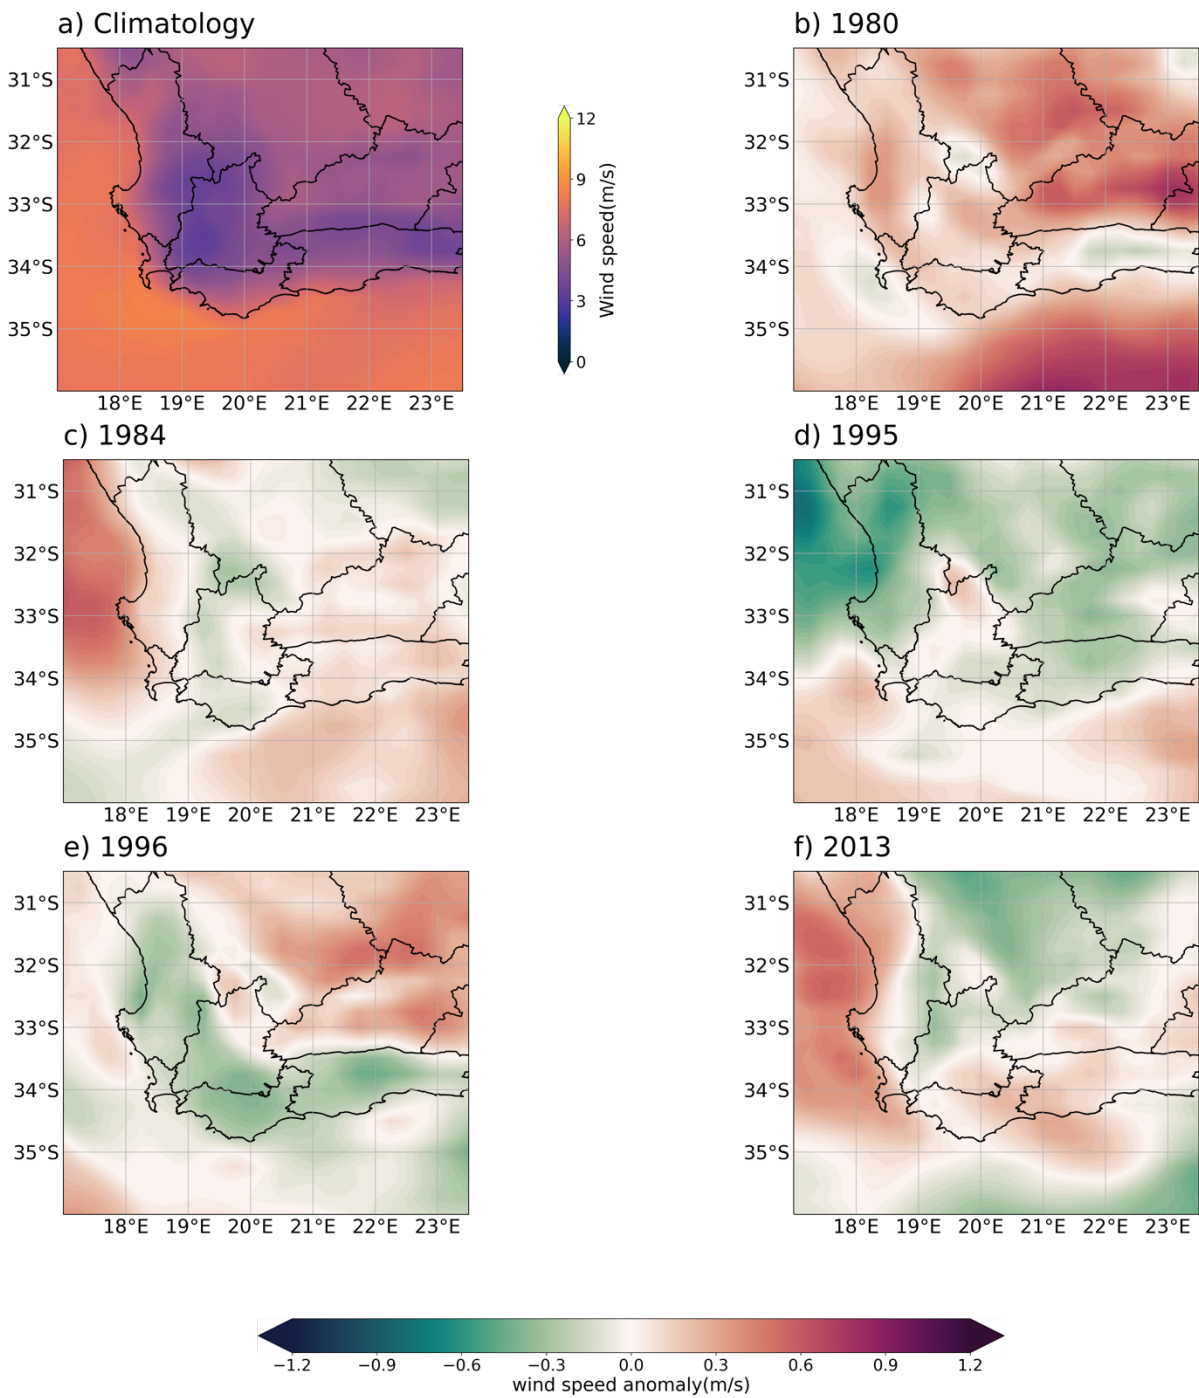 a) Climatology
b) 1980
31°S
32°S
33°S
34°S
35°S
18°E 19°E 20°E 21°E 22°E 23°E
12
9
6
3
0
Wind speed(m/s)
31°S
32°S
33°S
34°S
35°S
18°E 19°E 20°E 21°E 22°E 23°E
c) 1984
d) 1995
31°S
32°S
33°S
34°S
35°S
18°E 19°E 20°E 21°E 22°E 23°E
31°S
32°S
33°S
34°S
35°S
18°E 19°E 20°E 21°E 22°E 23°E
e) 1996
f) 2013
31°S
32°S
33°S
34°S
35°S
18°E 19°E 20°E 21°E 22°E 23°E
31°S
32°S
33°S
34°S
35°S
18°E 19°E 20°E 21°E 22°E 23°E
−1.2 −0.9 −0.6 −0.3 0.0 0.3 0.6 0.9 1.2
wind speed anomaly(m/s)